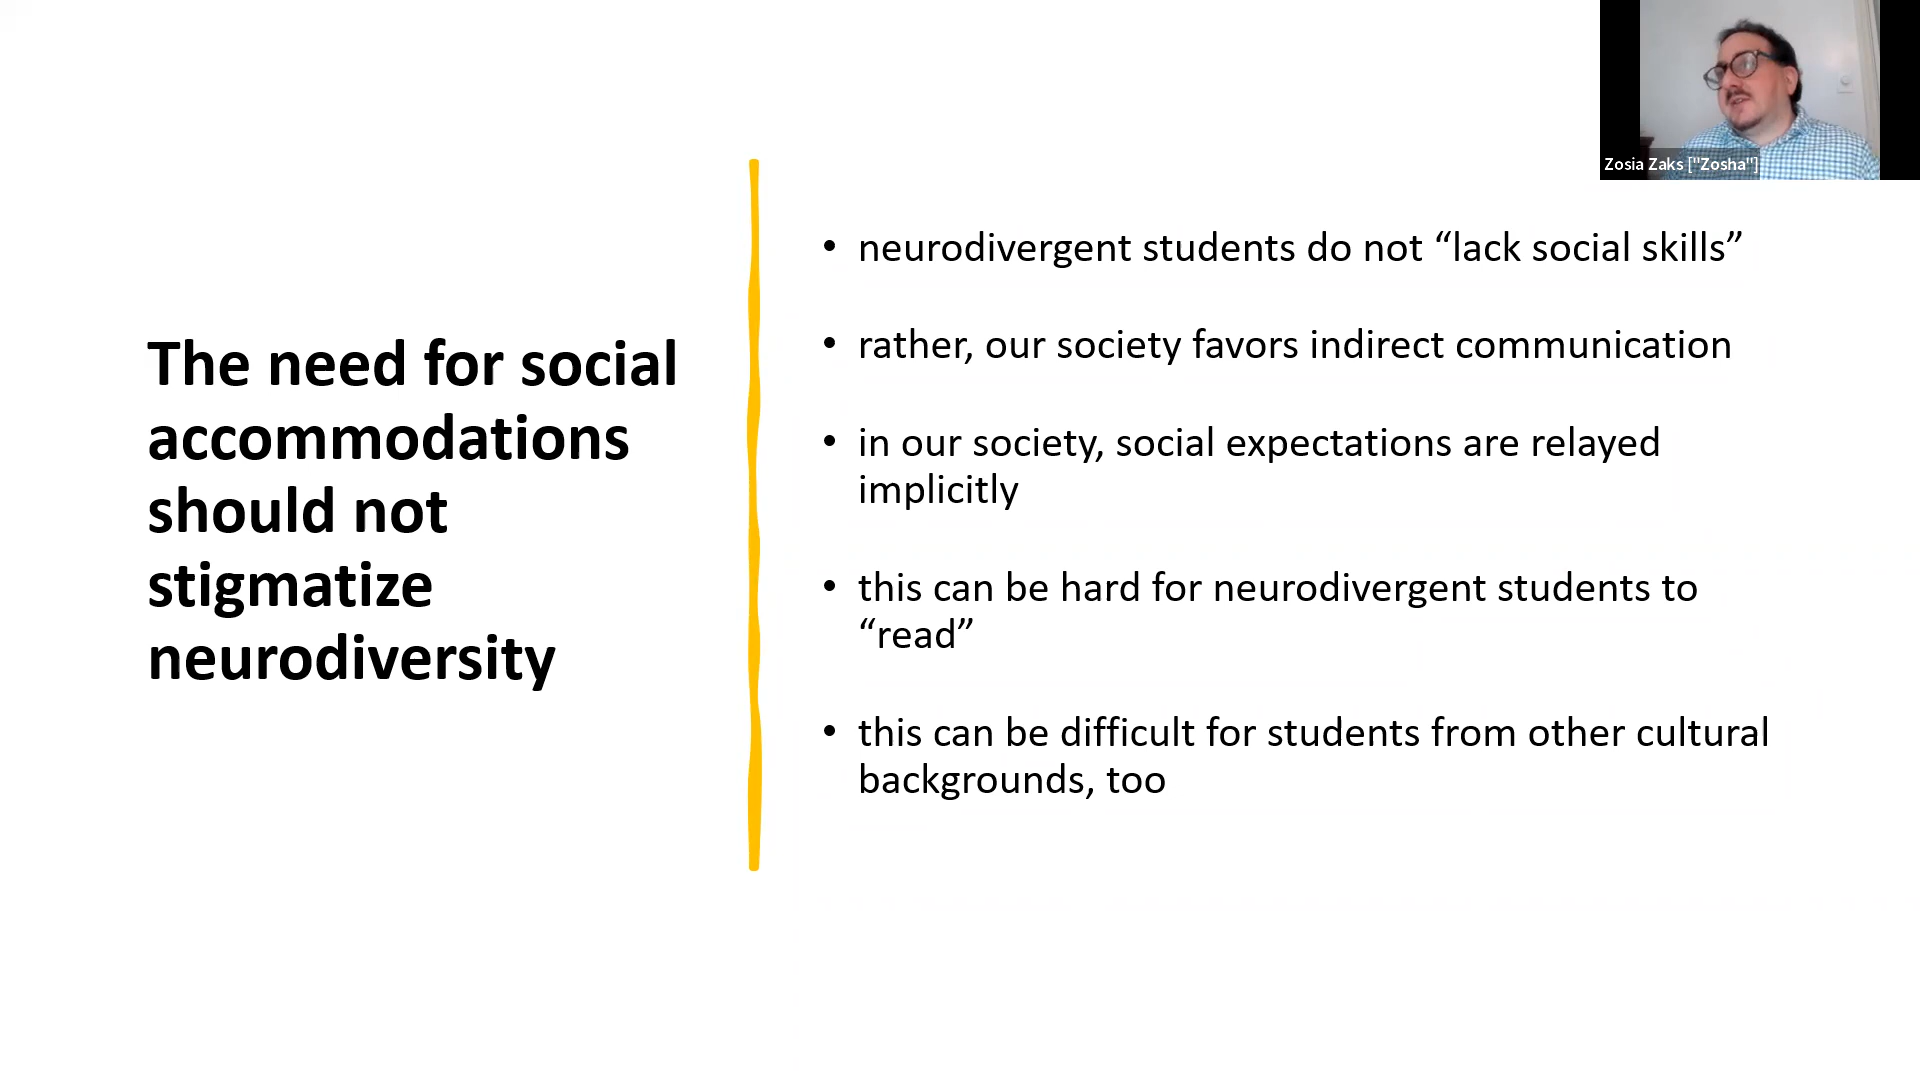 Zosia Zaks ["Zosha"]
The need for social
accommodations
should not
stigmatize
neurodiversity
• neurodivergent students do not “lack social skills”
• rather, our society favors indirect communication
• in our society, social expectations are relayed
implicitly
• this can be hard for neurodivergent students to
“read”
• this can be difficult for students from other cultural
backgrounds, too